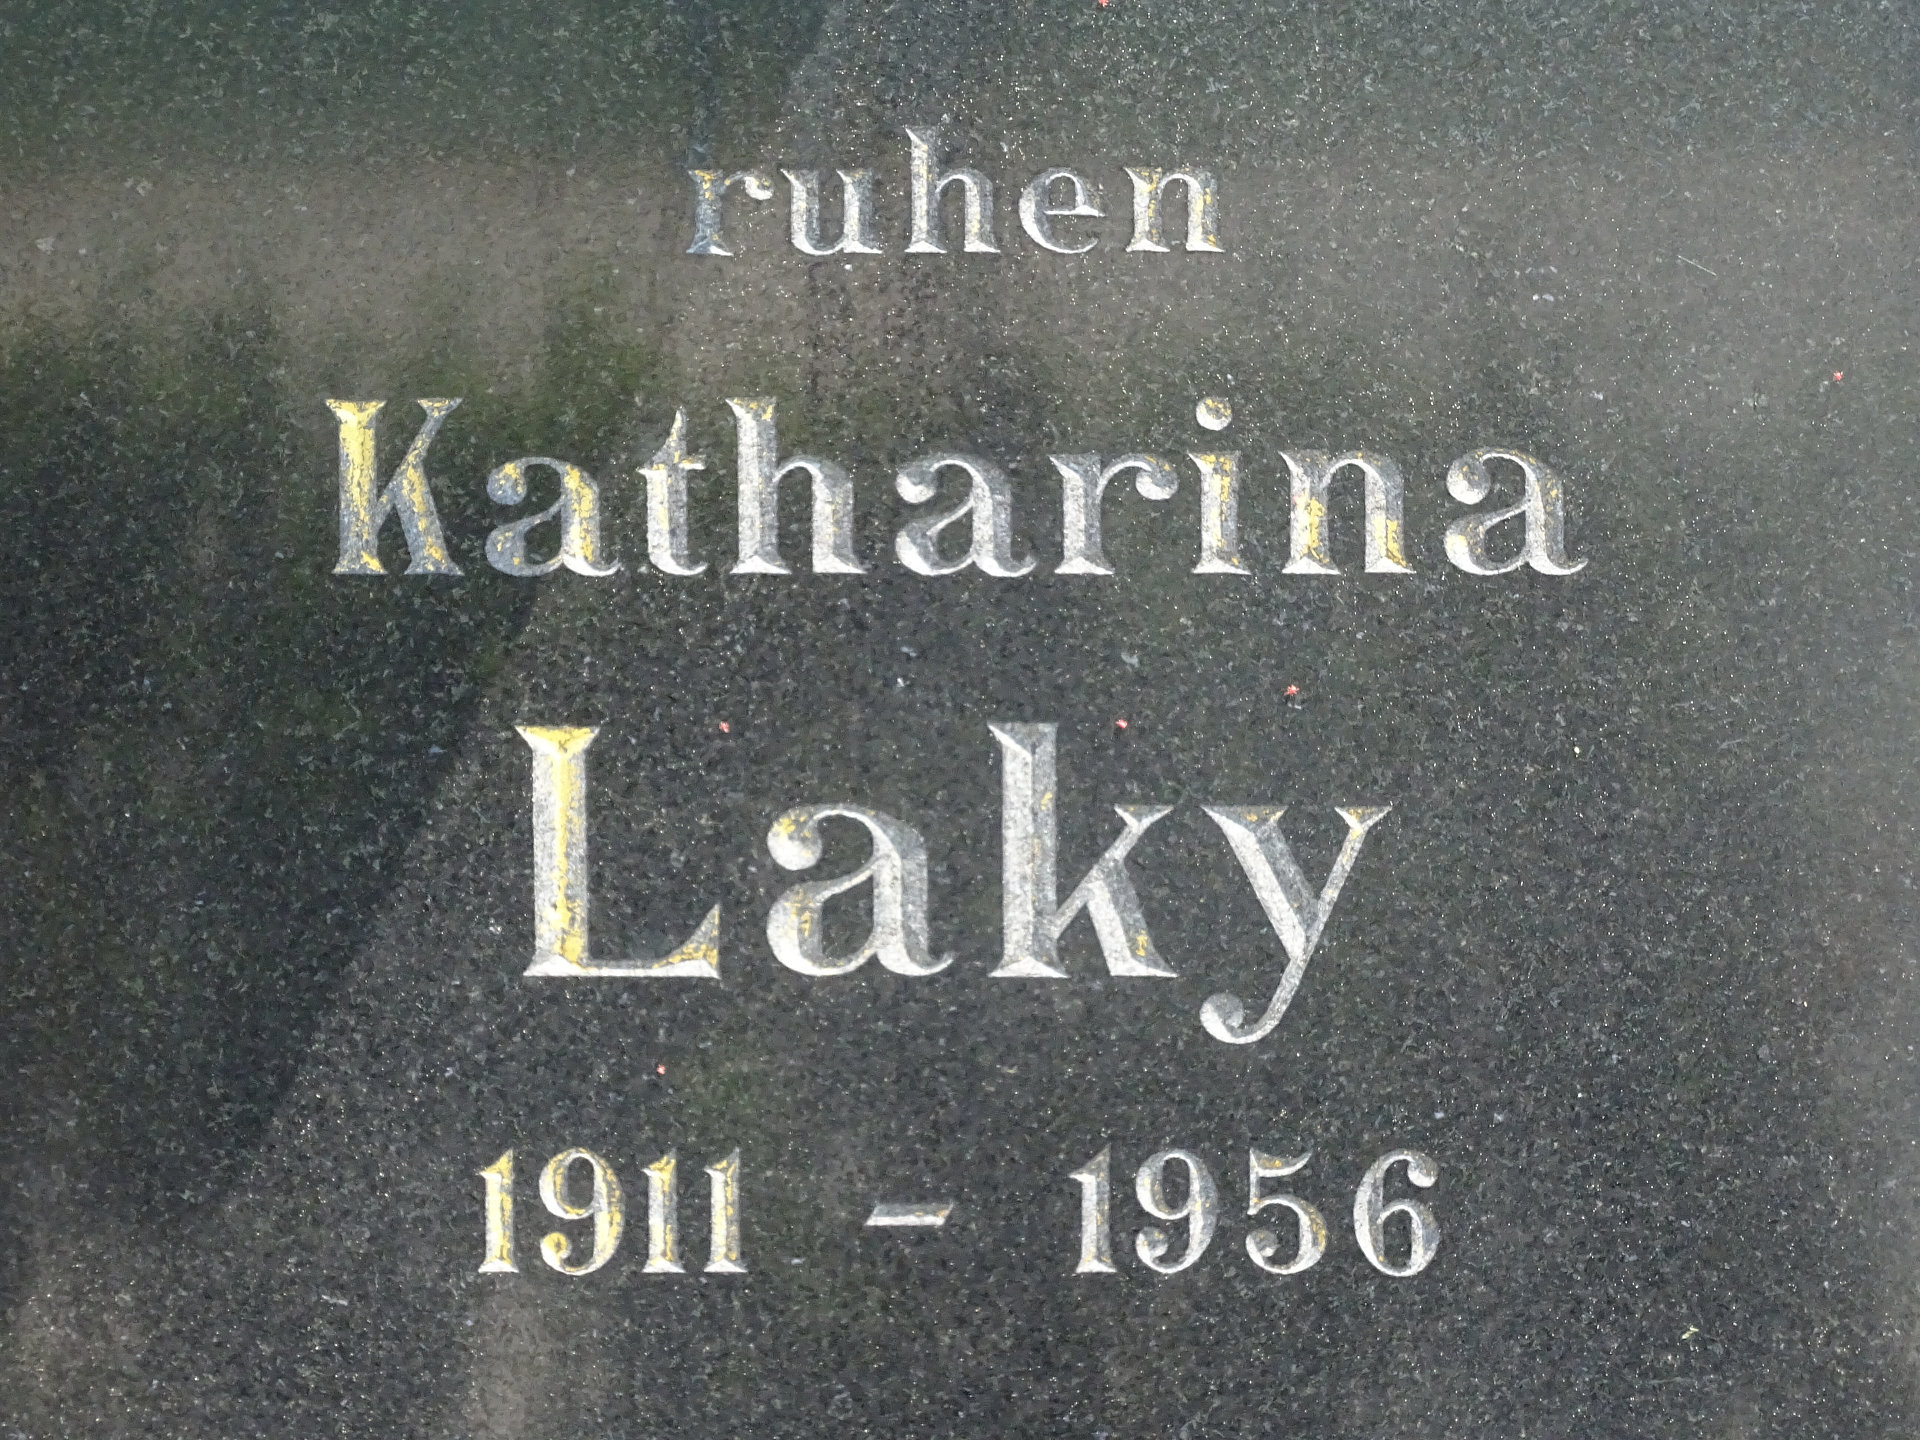 ruhen
Katharina
Laky
1911 – 1956